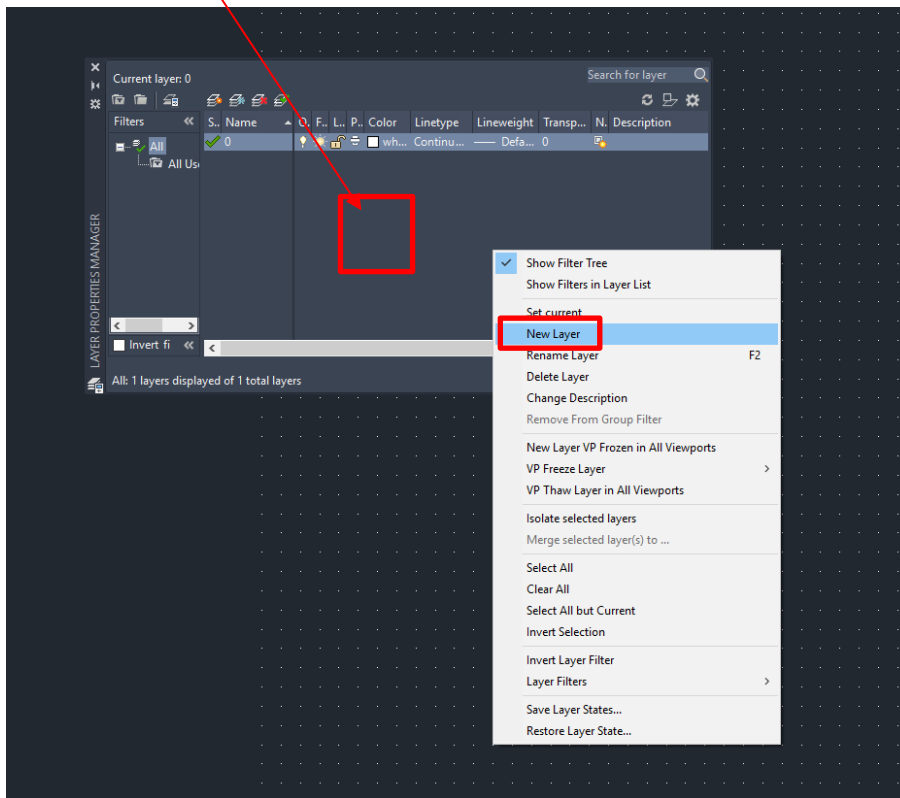 Current layer: 0
Search for layer
Filters
S.. Name O. F.. L.. P.. Color Linetype Lineweight Transp... N. Description
All
0 wh... Continu... Defa... 0
All Us
LAYER PROPERTIES MANAGER
Invert fi
All: 1 layers displayed of 1 total layers
Show Filter Tree
Show Filters in Layer List
Set current
New Layer
Rename Layer F2
Delete Layer
Change Description
Remove From Group Filter
New Layer VP Frozen in All Viewports
VP Freeze Layer
VP Thaw Layer in All Viewports
Isolate selected layers
Merge selected layer(s) to ...
Select All
Clear All
Select All but Current
Invert Selection
Invert Layer Filter
Layer Filters
Save Layer States...
Restore Layer State...